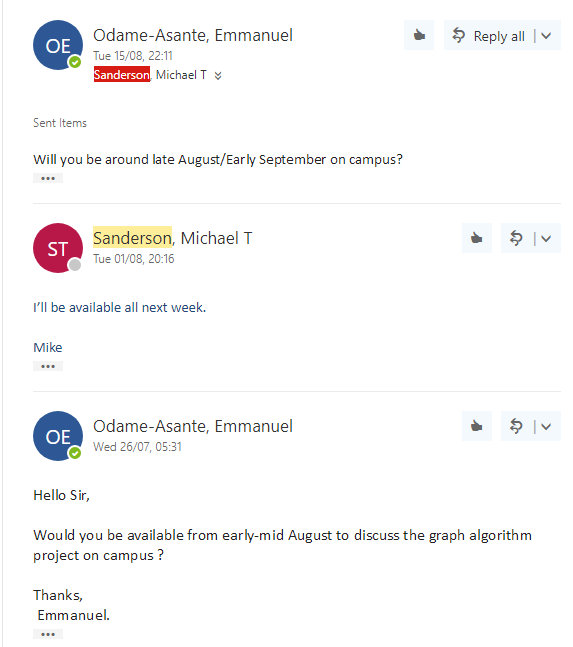 OE
Odame-Asante, Emmanuel
Reply all
Tue 15/08, 22:11
Sanderson, Michael T
Sent Items
Will you be around late August/Early September on campus?
ST
Sanderson, Michael T
Tue 01/08, 20:16
I'll be available all next week.
Mike
OE
Odame-Asante, Emmanuel
Wed 26/07, 05:31
Hello Sir,
Would you be available from early-mid August to discuss the graph algorithm
project on campus ?
Thanks,
Emmanuel.